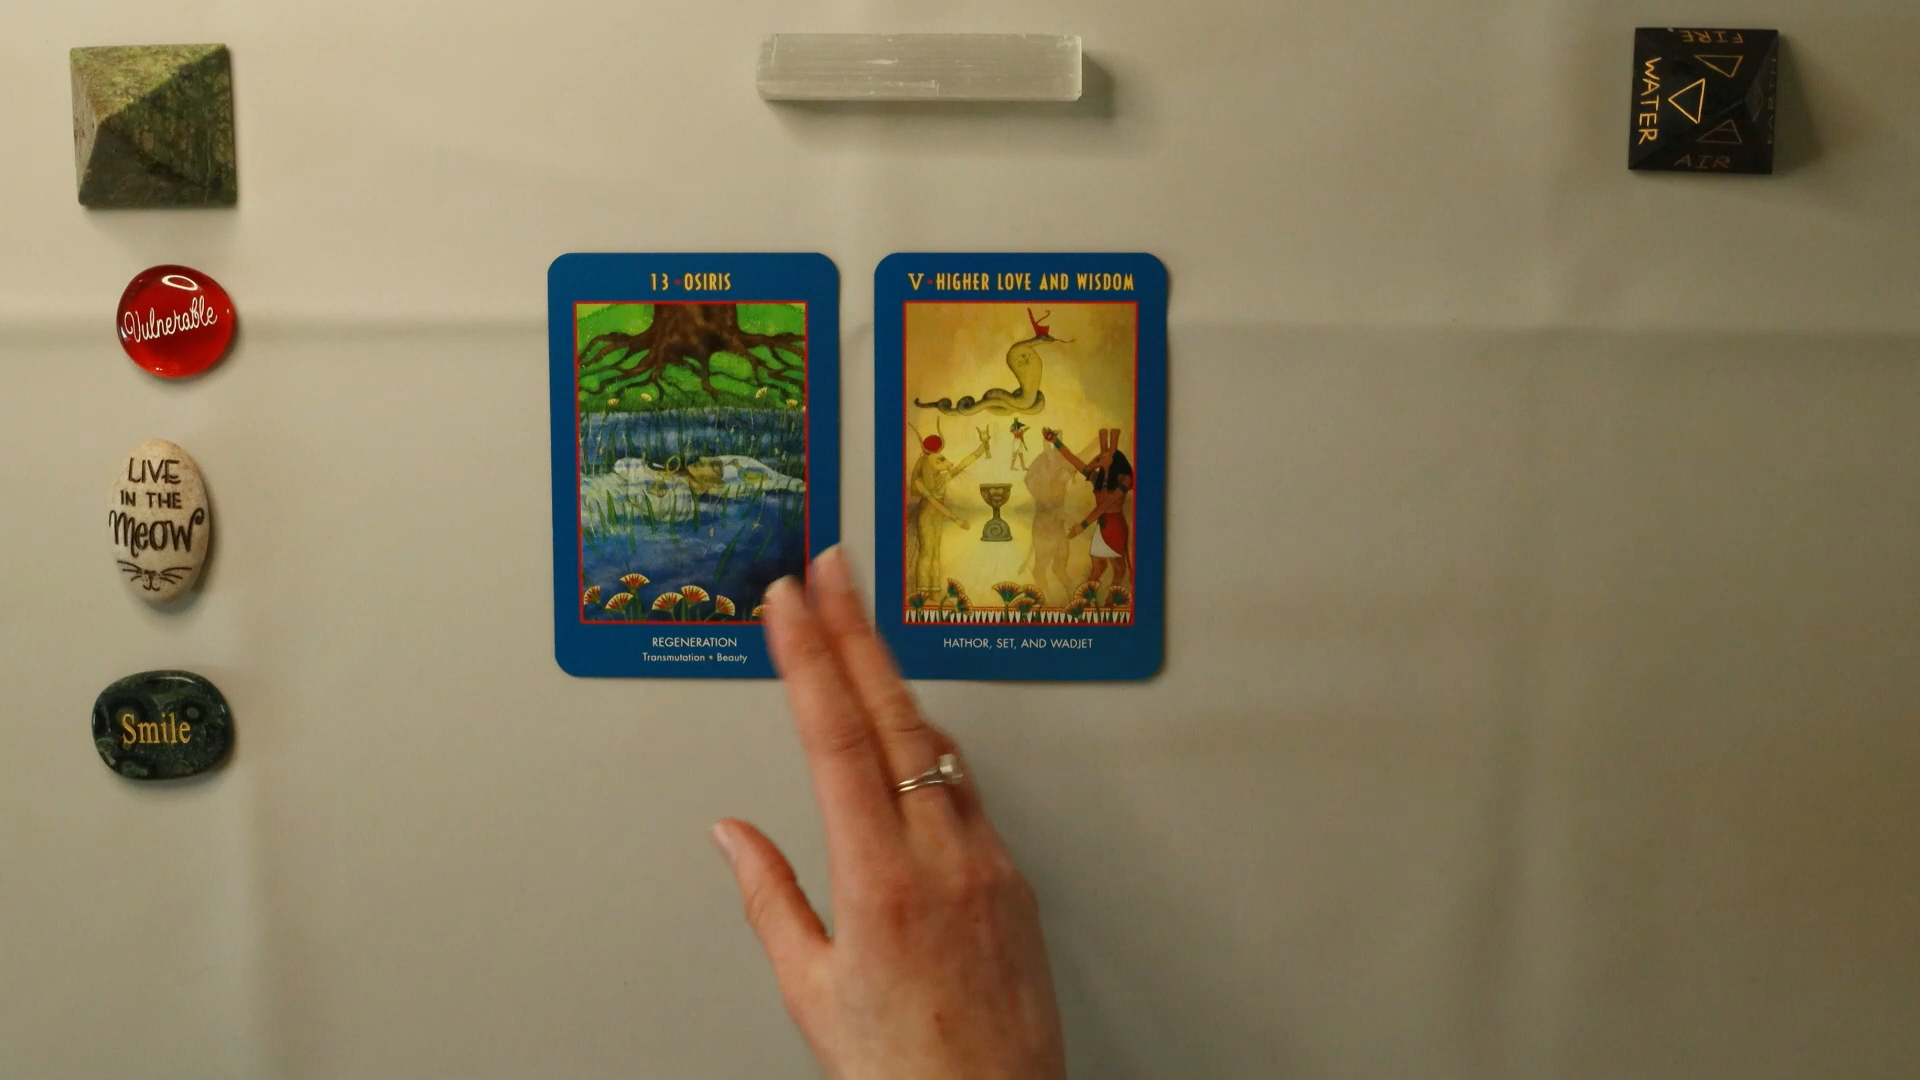 FIRE
WATER
EARTH
AIR
Vulnerable
LIVE
IN THE
Meow
Smile
13 • OSIRIS
REGENERATION
Transmutation • Beauty
V • HIGHER LOVE AND WISDOM
HATHOR, SET, AND WADJET